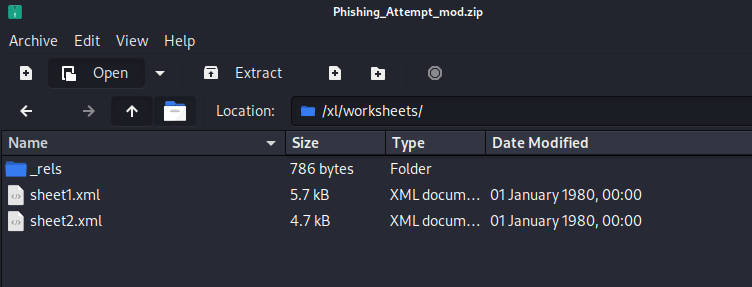 Phishing_Attempt_mod.zip
Archive Edit View Help
Open Extract
Location: /xl/worksheets/
Name Size Type Date Modified
_rels 786 bytes Folder
sheet1.xml 5.7 kB XML docum... 01 January 1980, 00:00
sheet2.xml 4.7 kB XML docum... 01 January 1980, 00:00